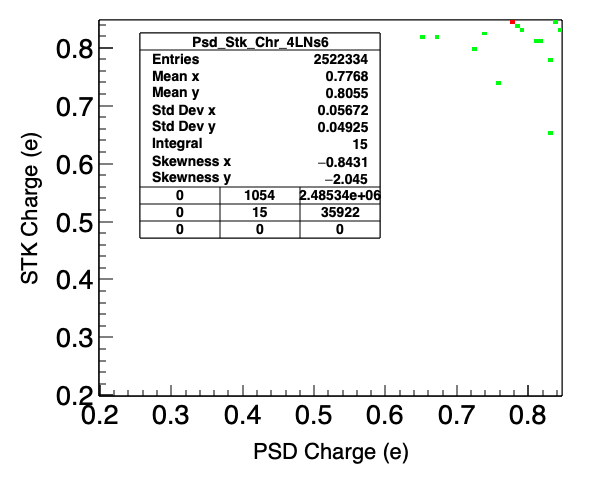 Psd_Stk_Chr_4LNs6
Entries 2522334
Mean x 0.7768
Mean y 0.8055
Std Dev x 0.05672
Std Dev y 0.04925
Integral 15
Skewness x −0.8431
Skewness y −2.045
0 1054 2.48534e+06
0 15 35922
0 0 0
STK Charge (e)
0.8
0.7
0.6
0.5
0.4
0.3
0.2
0.2 0.3 0.4 0.5 0.6 0.7 0.8
PSD Charge (e)